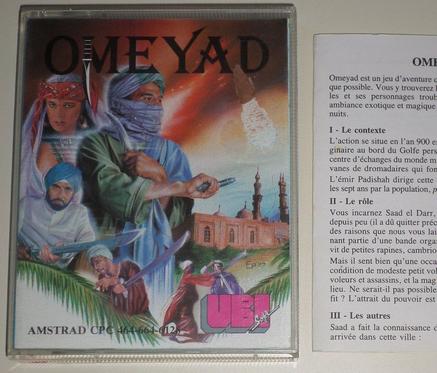 OMEYAD
UBI
Soft
AMSTRAD CPC 464-664-6128
OME
Omeyad est un jeu d'aventure
que possible. Vous y trouverez
les et ses personnages troub
ambiance exotique et magique
nuits.
I - Le contexte
L'action se situe en l'an 900 e
ginaire au bord du Golfe pers
centre d'échanges du monde m
vanes de dromadaires qui fon
L'émir Padishah dirige cette
les sept ans par la population, p
II - Le rôle
Vous incarnez Saad el Darr,
depuis peu (il a dû quitter préc
des raisons que nous vous lai
nant partie d'une bande orga
vit de petites rapines, cambrio
Mais il sent bien qu'une occa
condition de modeste petit vo
voleurs et assassins, et la mag
lieu. Ne serait-il pas possible
fit ? L'attrait du pouvoir est
III - Les autres
Saad a fait la connaissance d
arrivée dans cette ville :